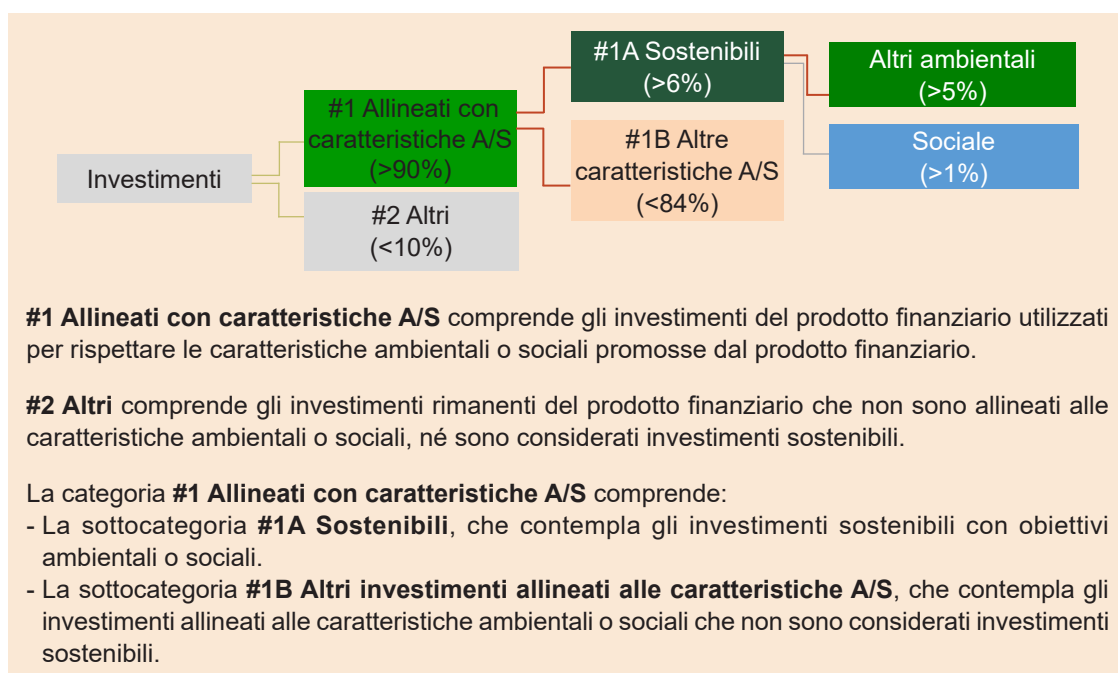 Investimenti
#1 Allineati con
caratteristiche A/S
(>90%)
#2 Altri
(<10%)
#1A Sostenibili
(>6%)
#1B Altre
caratteristiche A/S
(<84%)
Altri ambientali
(>5%)
Sociale
(>1%)
#1 Allineati con caratteristiche A/S comprende gli investimenti del prodotto finanziario utilizzati
per rispettare le caratteristiche ambientali o sociali promosse dal prodotto finanziario.
#2 Altri comprende gli investimenti rimanenti del prodotto finanziario che non sono allineati alle
caratteristiche ambientali o sociali, né sono considerati investimenti sostenibili.
La categoria #1 Allineati con caratteristiche A/S comprende:
- La sottocategoria #1A Sostenibili, che contempla gli investimenti sostenibili con obiettivi
ambientali o sociali.
- La sottocategoria #1B Altri investimenti allineati alle caratteristiche A/S, che contempla gli
investimenti allineati alle caratteristiche ambientali o sociali che non sono considerati investimenti
sostenibili.